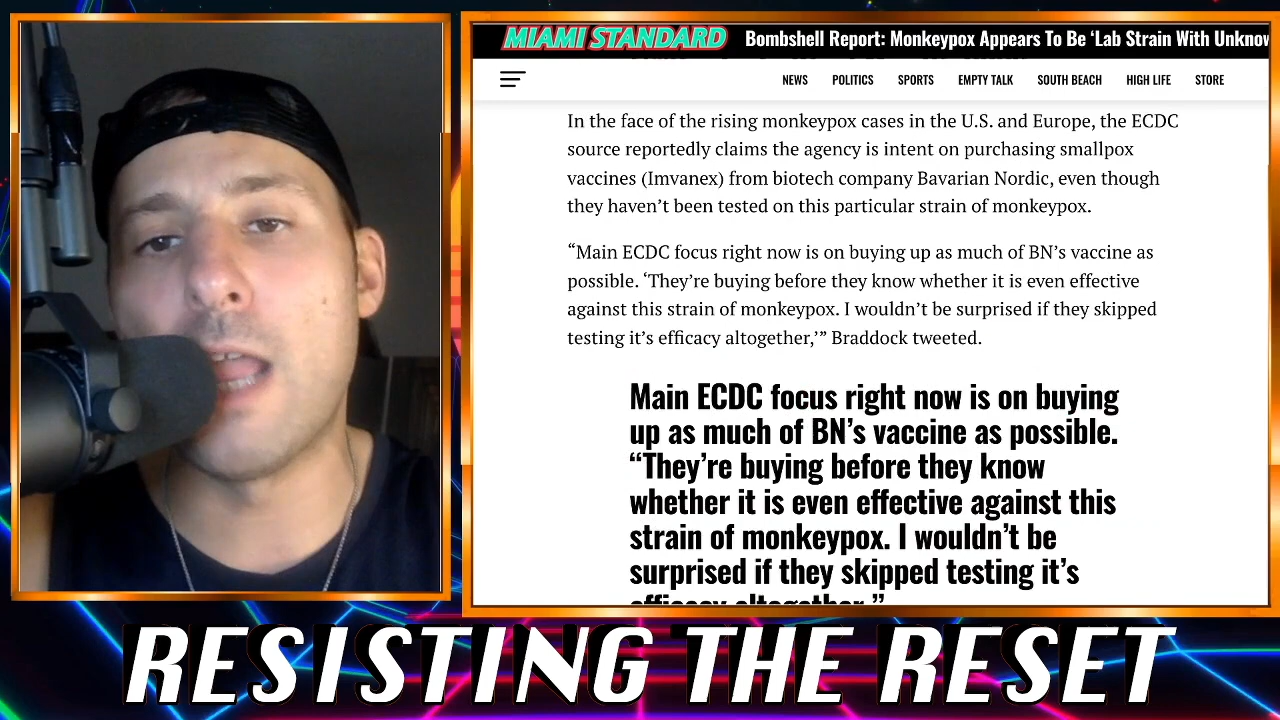 MIAMI STANDARD
Bombshell Report: Monkeypox Appears To Be ‘Lab Strain With Unknow
NEWS POLITICS SPORTS EMPTY TALK SOUTH BEACH HIGH LIFE STORE
In the face of the rising monkeypox cases in the U.S. and Europe, the ECDC
source reportedly claims the agency is intent on purchasing smallpox
vaccines (Imvanex) from biotech company Bavarian Nordic, even though
they haven’t been tested on this particular strain of monkeypox.
“Main ECDC focus right now is on buying up as much of BN’s vaccine as
possible. ‘They’re buying before they know whether it is even effective
against this strain of monkeypox. I wouldn’t be surprised if they skipped
testing it’s efficacy altogether,’” Braddock tweeted.
Main ECDC focus right now is on buying
up as much of BN’s vaccine as possible.
“They’re buying before they know
whether it is even effective against this
strain of monkeypox. I wouldn’t be
surprised if they skipped testing it’s
efficacy altogether.”
RESISTING THE RESET